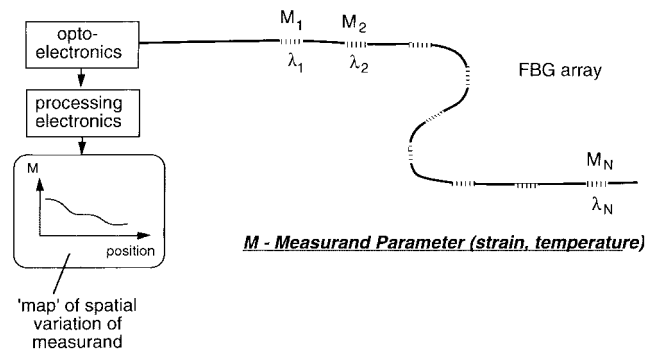 opto-
electronics
processing
electronics
M
position
'map' of spatial
variation of
measurand
M1
λ1
M2
λ2
FBG array
MN
λN
M - Measurand Parameter (strain, temperature)